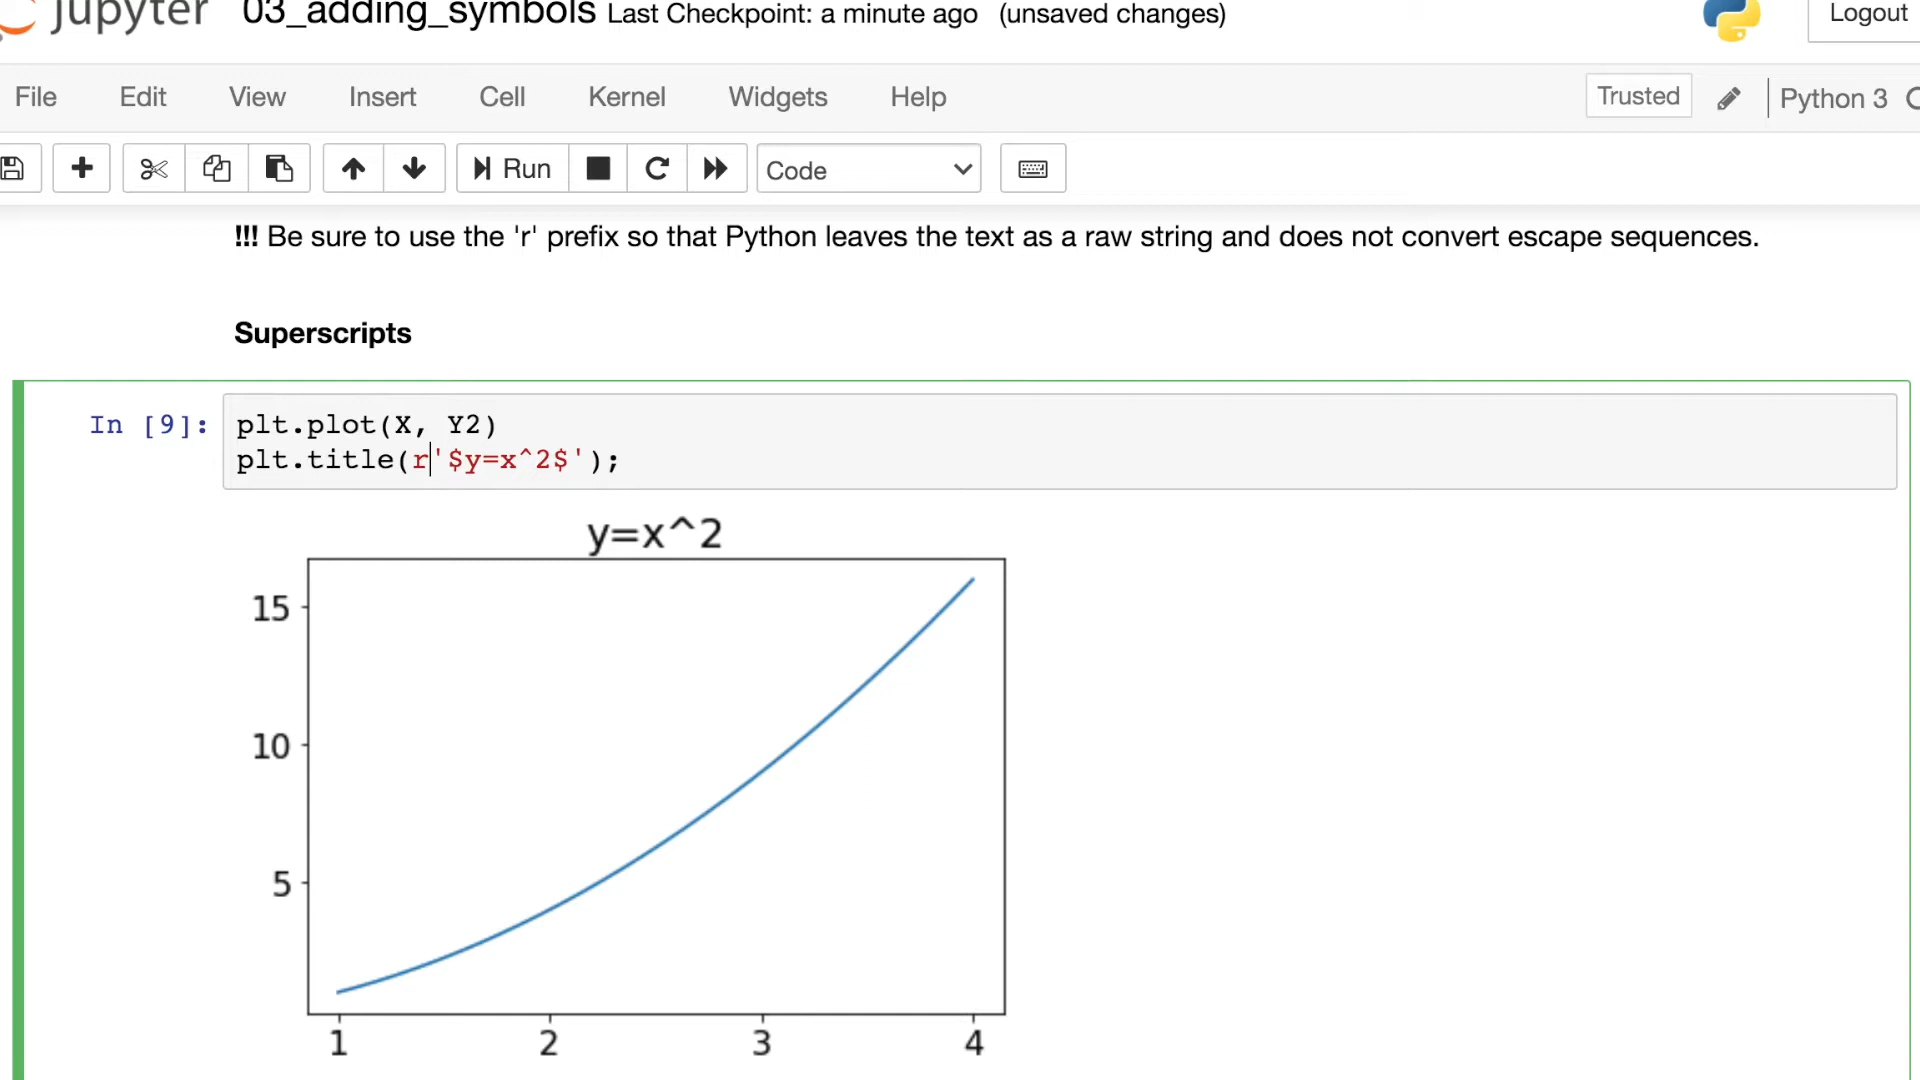 jupyter 03_adding_symbols Last Checkpoint: a minute ago (unsaved changes) Logout
File Edit View Insert Cell Kernel Widgets Help Trusted Python 3
Run Code
!!! Be sure to use the 'r' prefix so that Python leaves the text as a raw string and does not convert escape sequences.
Superscripts
In [9]: plt.plot(X, Y2)
plt.title(r'$y=x^2$');
y=x^2
15
10
5
1 2 3 4